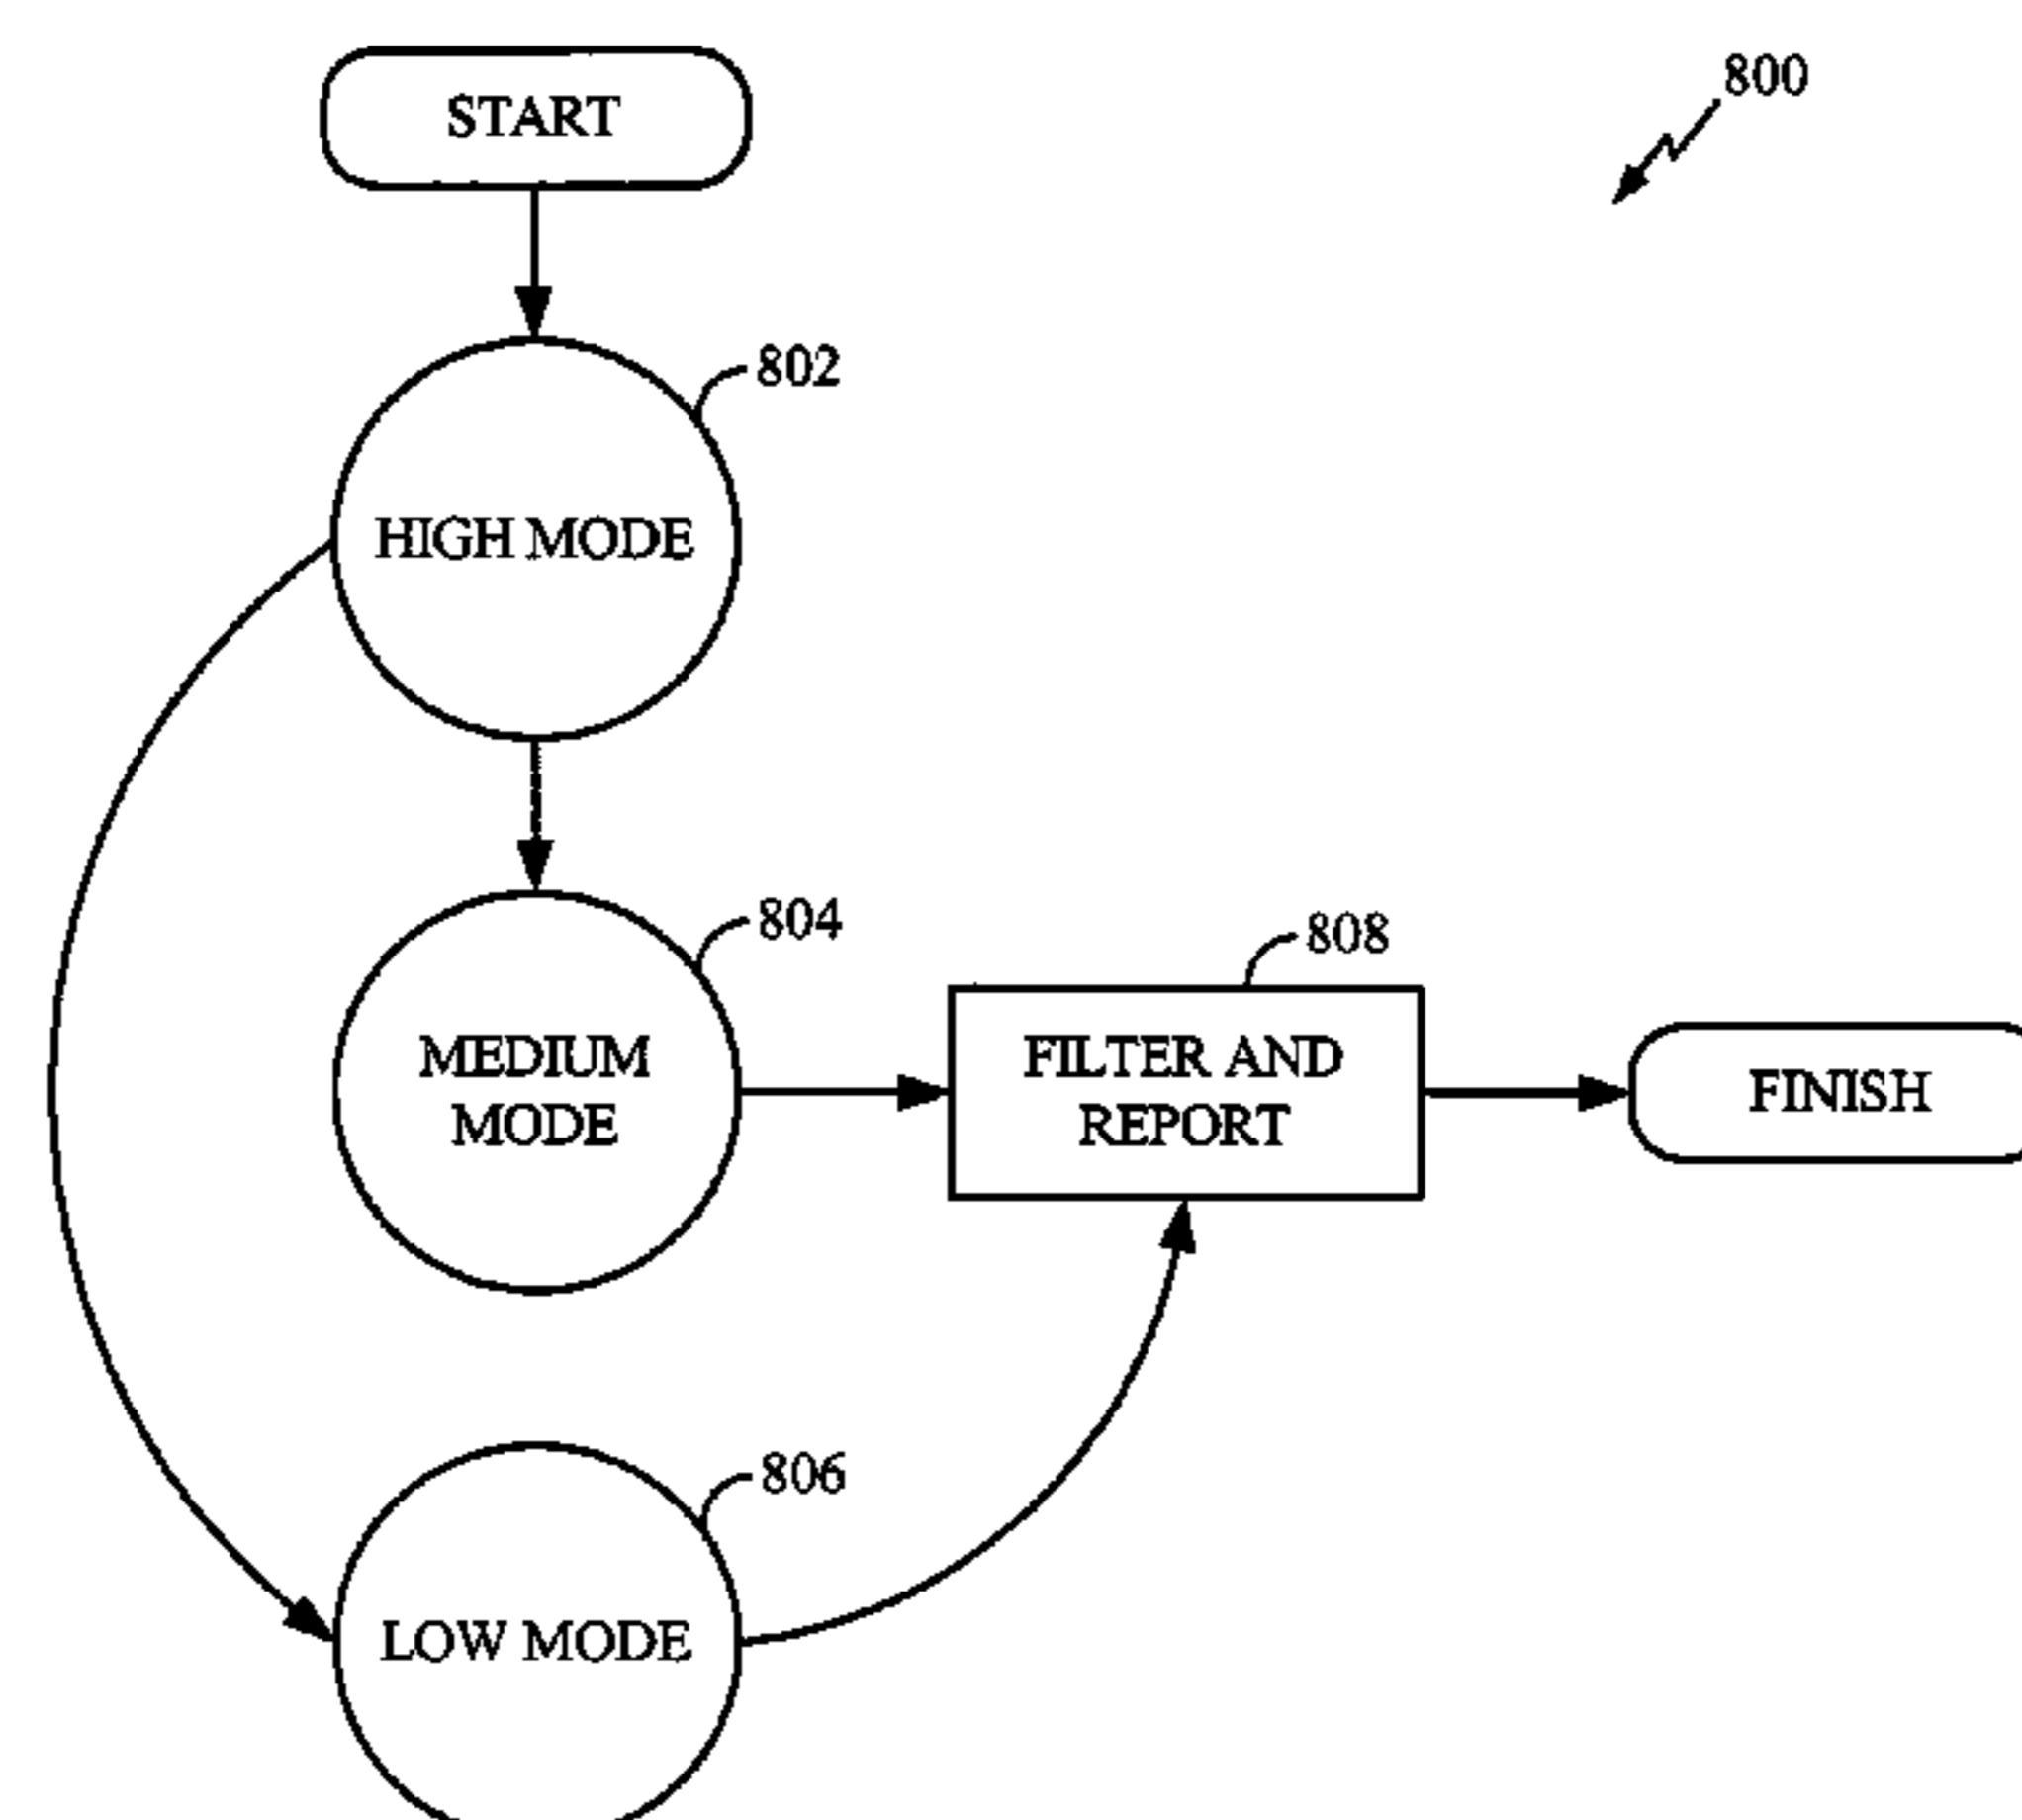 START
800
802
HIGH MODE
804
MEDIUM
MODE
808
FILTER AND
REPORT
FINISH
806
LOW MODE